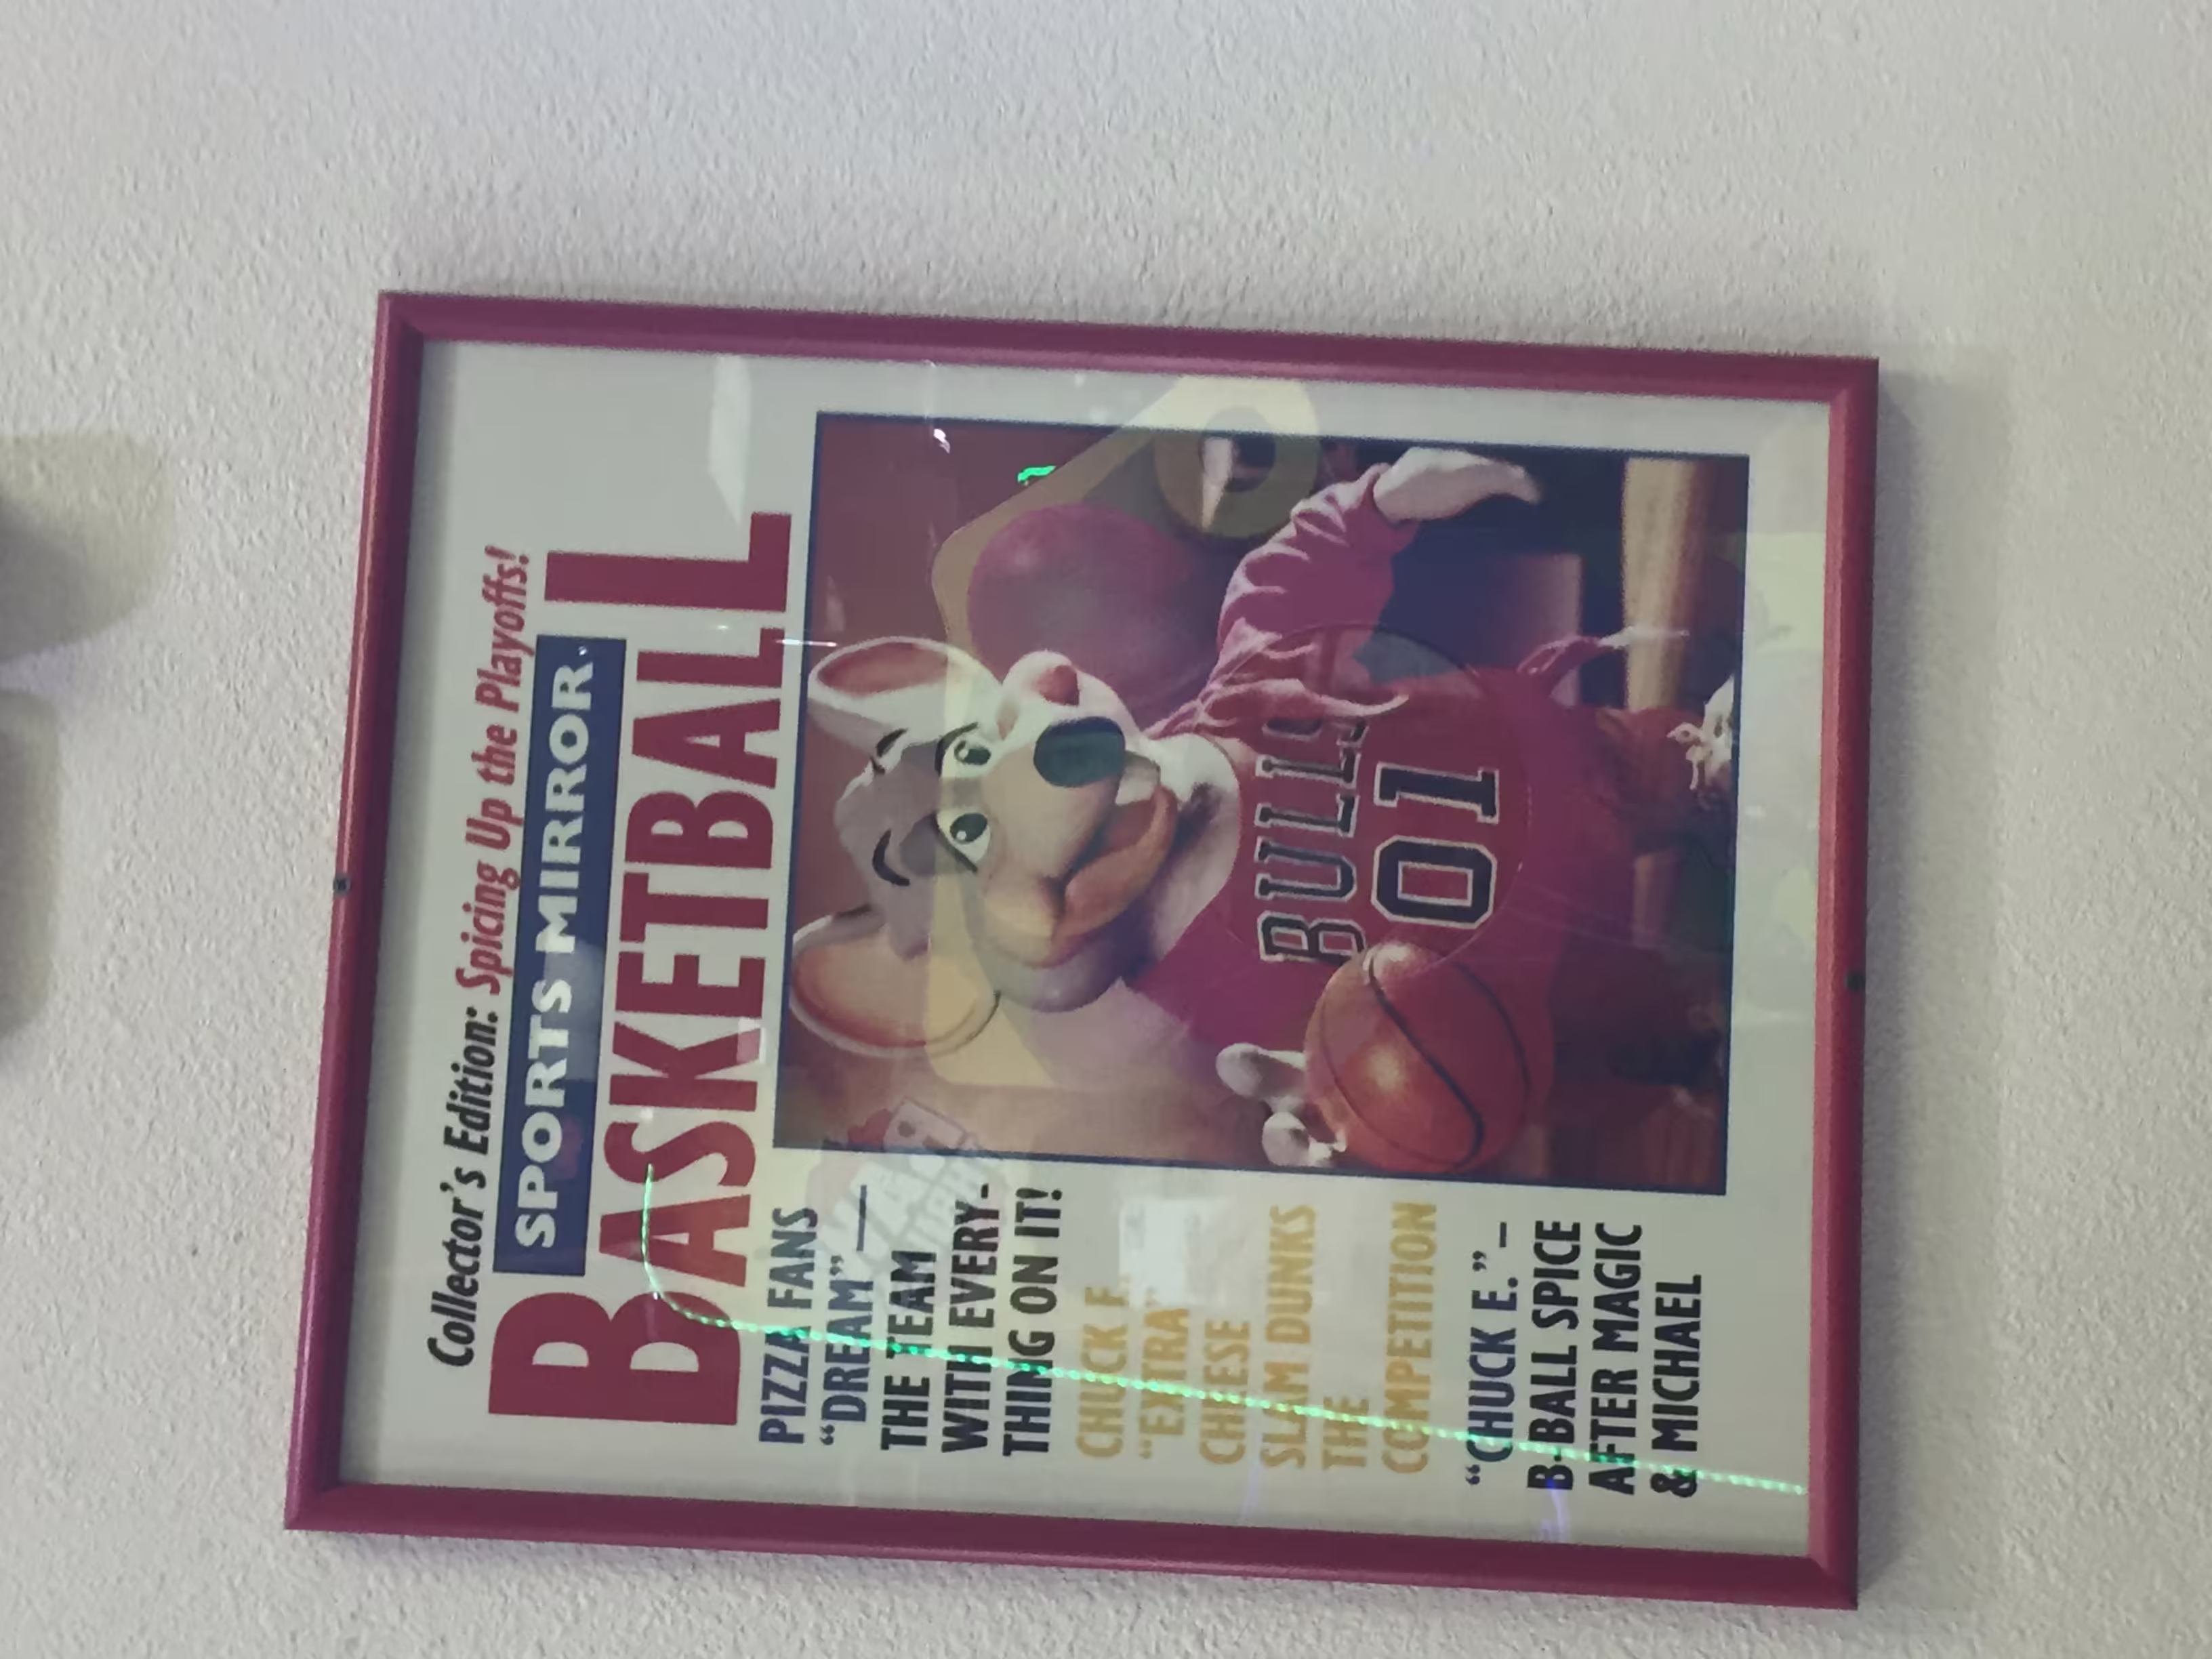 Collector's Edition: Spicing Up the Playoffs!
SPORTS MIRROR
BASKETBALL
PIZZA FANS
“DREAM” —
THE TEAM
WITH EVERY-
THING ON IT!
CHUCK E.
“EXTRA”
CHEESE
SLAM DUNKS
THE
COMPETITION
“CHUCK E.” –
B-BALL SPICE
AFTER MAGIC
& MICHAEL
BULLS
01